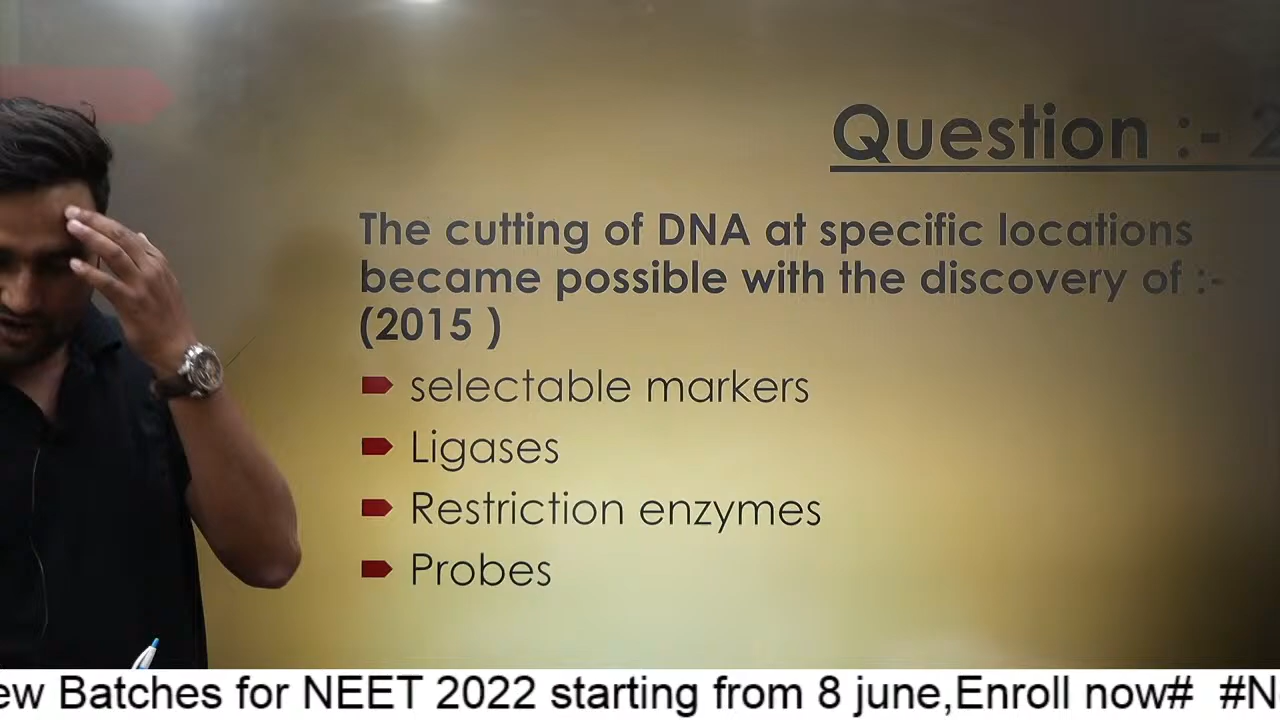 Question :- 2
The cutting of DNA at specific locations
became possible with the discovery of :-
(2015 )
selectable markers
Ligases
Restriction enzymes
Probes
ew Batches for NEET 2022 starting from 8 june,Enroll now# #N